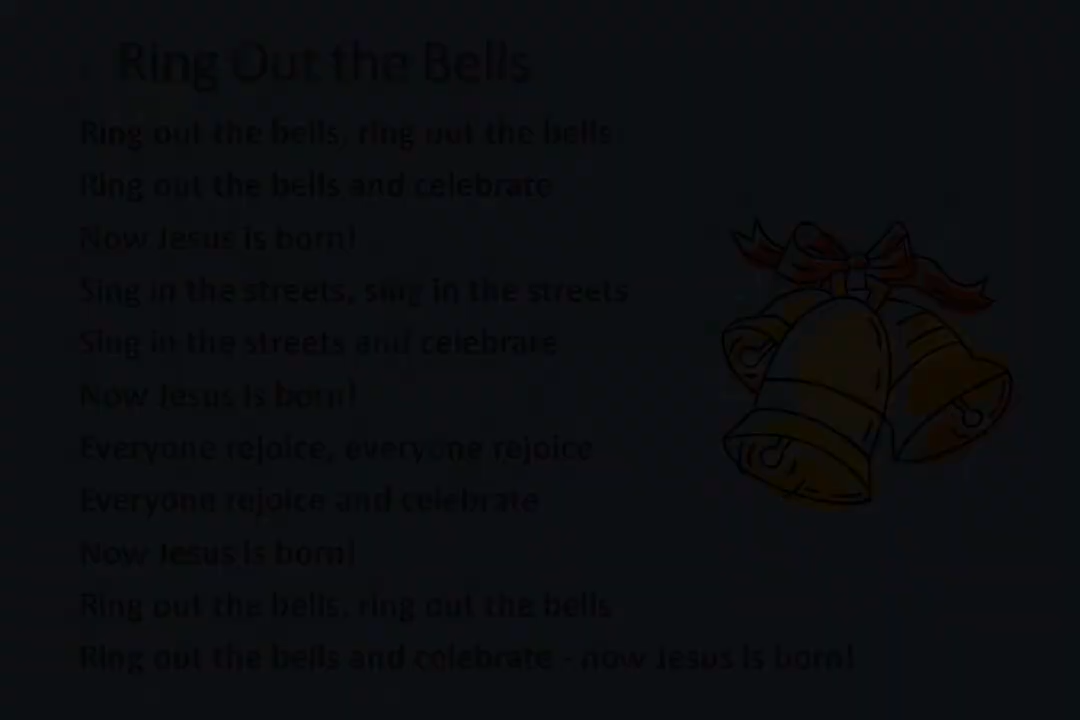 Ring Out the Bells
Ring out the bells, ring out the bells
Ring out the bells and celebrate
Now Jesus is born!
Sing in the streets, sing in the streets
Sing in the streets and celebrate
Now Jesus is born!
Everyone rejoice, everyone rejoice
Everyone rejoice and celebrate
Now Jesus is born!
Ring out the bells, ring out the bells
Ring out the bells and celebrate - now Jesus is born!